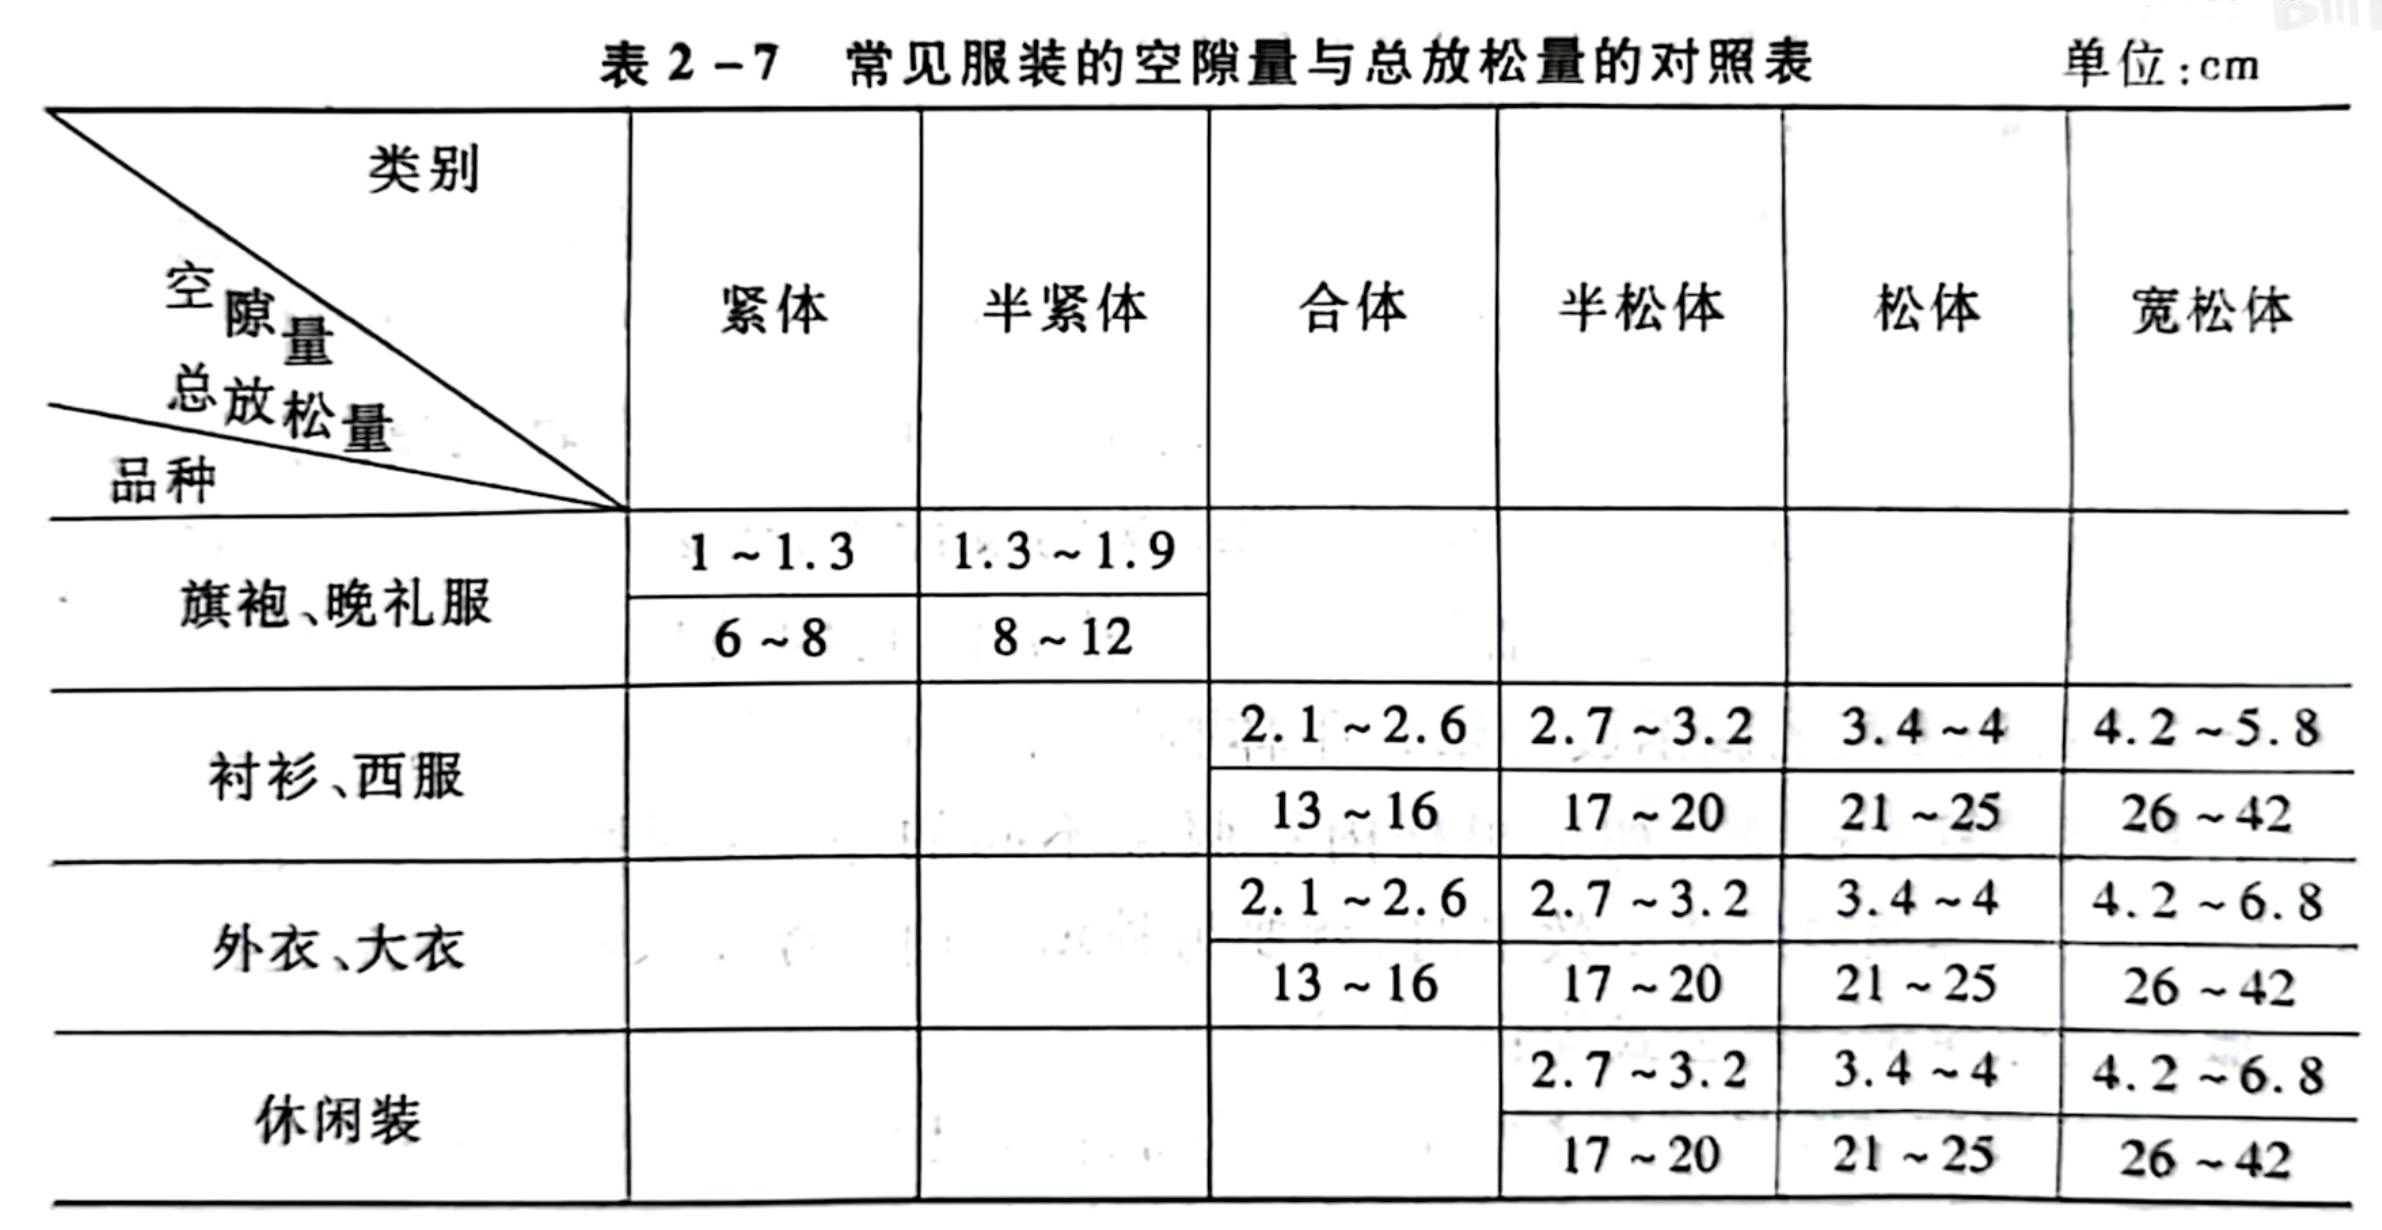 表 2－7 常见服装的空隙量与总放松量的对照表 单位:cm
类别
空隙量
总放松量
品种
紧体 半紧体 合体 半松体 松体 宽松体
旗袍、晚礼服
1～1.3 1.3～1.9
6～8 8～12
衬衫、西服
2.1～2.6 2.7～3.2 3.4～4 4.2～5.8
13～16 17～20 21～25 26～42
外衣、大衣
2.1～2.6 2.7～3.2 3.4～4 4.2～6.8
13～16 17～20 21～25 26～42
休闲装
2.7～3.2 3.4～4 4.2～6.8
17～20 21～25 26～42